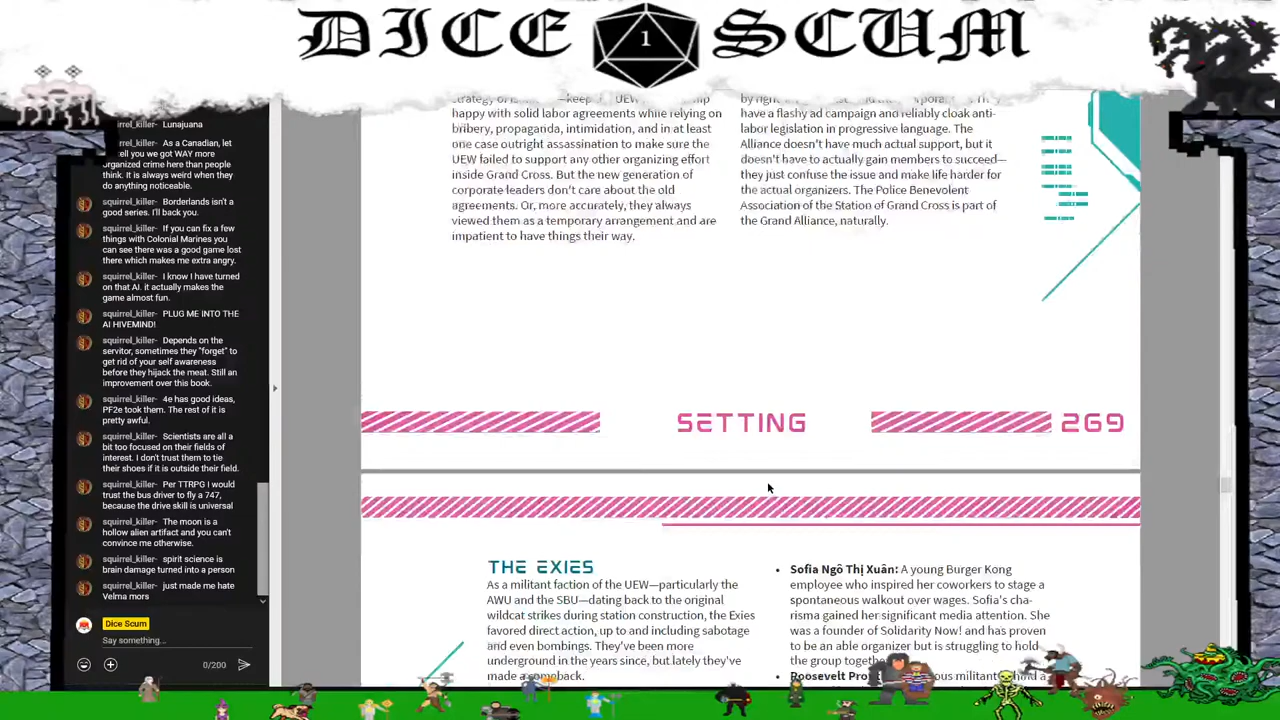 DICE SCUM
1
Lunajuana
As a Canadian, let
tell you we got WAY more
organized crime here than people
think. It is always weird when they
do anything noticeable.
squirrel_killer- Borderlands isn't a
good series. I'll back you.
squirrel_killer- If you can fix a few
things with Colonial Marines you
can see there was a good game lost
there which makes me extra angry.
squirrel_killer- I know I have turned
on that AI. it actually makes the
game almost fun.
squirrel_killer- PLUG ME INTO THE
AI HIVEMIND!
squirrel_killer- Depends on the
servitor, sometimes they "forget" to
get rid of your self awareness
before they hijack the meat. Still an
improvement over this book.
squirrel_killer- 4e has good ideas,
PF2e took them. The rest of it is
pretty awful.
squirrel_killer- Scientists are all a
bit too focused on their fields of
interest. I don't trust them to tie
their shoes if it is outside their field.
squirrel_killer- Per TTRPG I would
trust the bus driver to fly a 747,
because the drive skill is universal
squirrel_killer- The moon is a
hollow alien artifact and you can't
convince me otherwise.
squirrel_killer- spirit science is
brain damage turned into a person
squirrel_killer- just made me hate
Velma mors
Dice Scum
Say something...
0/200
happy with solid labor agreements while relying on
bribery, propaganda, intimidation, and in at least
one case outright assassination to make sure the
UEW failed to support any other organizing effort
inside Grand Cross. But the new generation of
corporate leaders don't care about the old
agreements. Or, more accurately, they always
viewed them as a temporary arrangement and are
impatient to have things their way.
have a flashy ad campaign and reliably cloak anti-
labor legislation in progressive language. The
Alliance doesn't have much actual support, but it
doesn't have to actually gain members to succeed—
they just confuse the issue and make life harder for
the actual organizers. The Police Benevolent
Association of the Station of Grand Cross is part of
the Grand Alliance, naturally.
SETTING 269
THE EXIES
As a militant faction of the UEW—particularly the
AWU and the SBU—dating back to the original
wildcat strikes during station construction, the Exies
favored direct action, up to and including sabotage
and even bombings. They've been more
underground in the years since, but lately they've
made a comeback.
• Sofia Ngô Thị Xuân: A young Burger Kong
employee who inspired her coworkers to stage a
spontaneous walkout over wages. Sofia's cha-
risma gained her significant media attention. She
was a founder of Solidarity Now! and has proven
to be an able organizer but is struggling to hold
the group
• Roosevelt